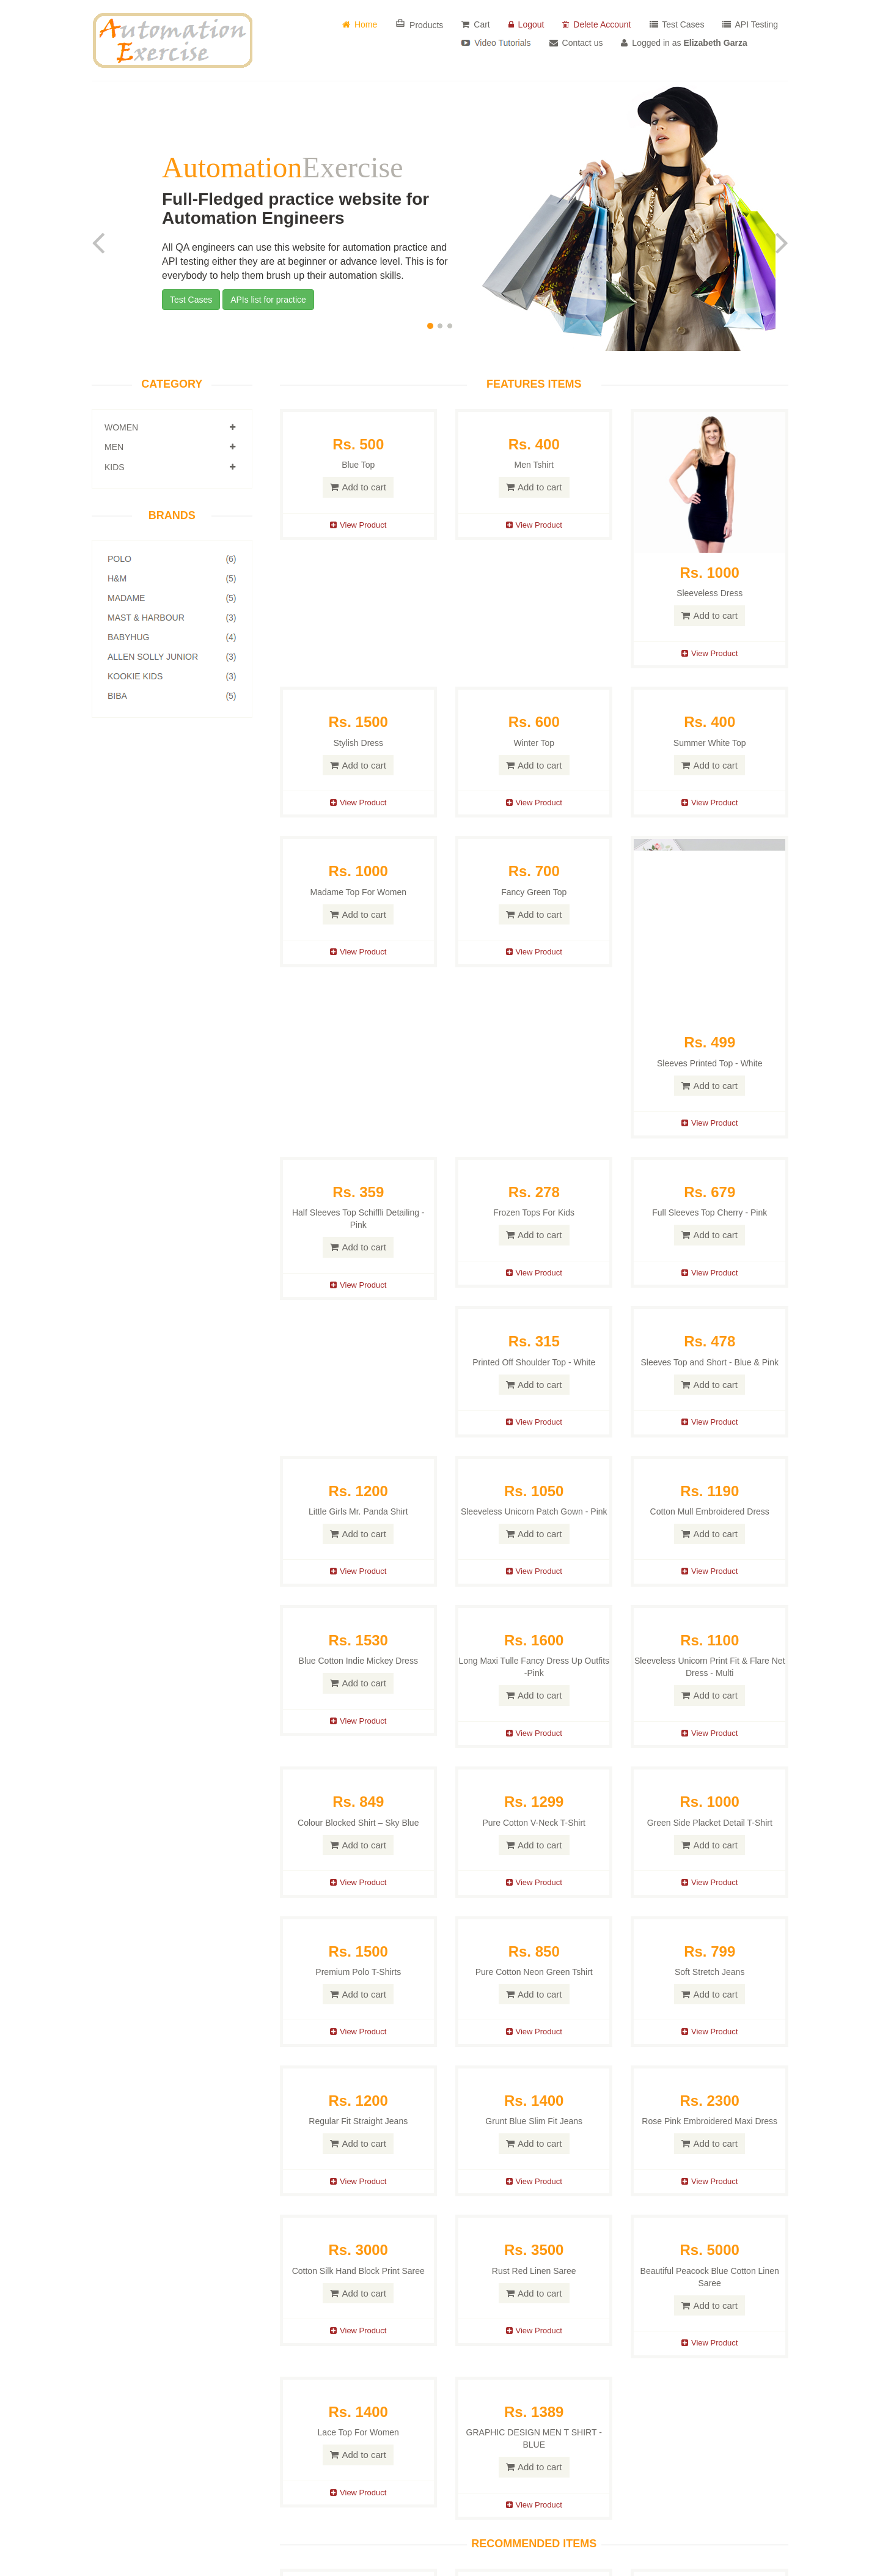 Automation
Exercise
Home
Products
Cart
Logout
Delete Account
Test Cases
API Testing
Video Tutorials
Contact us
Logged in as Elizabeth Garza
AutomationExercise
Full-Fledged practice website for
Automation Engineers
All QA engineers can use this website for automation practice and
API testing either they are at beginner or advance level. This is for
everybody to help them brush up their automation skills.
Test Cases
APIs list for practice
CATEGORY
WOMEN
MEN
KIDS
BRANDS
POLO (6)
H&M (5)
MADAME (5)
MAST & HARBOUR (3)
BABYHUG (4)
ALLEN SOLLY JUNIOR (3)
KOOKIE KIDS (3)
BIBA (5)
FEATURES ITEMS
Rs. 500
Blue Top
Add to cart
View Product
Rs. 400
Men Tshirt
Add to cart
View Product
Rs. 1000
Sleeveless Dress
Add to cart
View Product
Rs. 1500
Stylish Dress
Add to cart
View Product
Rs. 600
Winter Top
Add to cart
View Product
Rs. 400
Summer White Top
Add to cart
View Product
Rs. 1000
Madame Top For Women
Add to cart
View Product
Rs. 700
Fancy Green Top
Add to cart
View Product
Rs. 499
Sleeves Printed Top - White
Add to cart
View Product
Rs. 359
Half Sleeves Top Schiffli Detailing -
Pink
Add to cart
View Product
Rs. 278
Frozen Tops For Kids
Add to cart
View Product
Rs. 679
Full Sleeves Top Cherry - Pink
Add to cart
View Product
Rs. 315
Printed Off Shoulder Top - White
Add to cart
View Product
Rs. 478
Sleeves Top and Short - Blue & Pink
Add to cart
View Product
Rs. 1200
Little Girls Mr. Panda Shirt
Add to cart
View Product
Rs. 1050
Sleeveless Unicorn Patch Gown - Pink
Add to cart
View Product
Rs. 1190
Cotton Mull Embroidered Dress
Add to cart
View Product
Rs. 1530
Blue Cotton Indie Mickey Dress
Add to cart
View Product
Rs. 1600
Long Maxi Tulle Fancy Dress Up Outfits
-Pink
Add to cart
View Product
Rs. 1100
Sleeveless Unicorn Print Fit & Flare Net
Dress - Multi
Add to cart
View Product
Rs. 849
Colour Blocked Shirt – Sky Blue
Add to cart
View Product
Rs. 1299
Pure Cotton V-Neck T-Shirt
Add to cart
View Product
Rs. 1000
Green Side Placket Detail T-Shirt
Add to cart
View Product
Rs. 1500
Premium Polo T-Shirts
Add to cart
View Product
Rs. 850
Pure Cotton Neon Green Tshirt
Add to cart
View Product
Rs. 799
Soft Stretch Jeans
Add to cart
View Product
Rs. 1200
Regular Fit Straight Jeans
Add to cart
View Product
Rs. 1400
Grunt Blue Slim Fit Jeans
Add to cart
View Product
Rs. 2300
Rose Pink Embroidered Maxi Dress
Add to cart
View Product
Rs. 3000
Cotton Silk Hand Block Print Saree
Add to cart
View Product
Rs. 3500
Rust Red Linen Saree
Add to cart
View Product
Rs. 5000
Beautiful Peacock Blue Cotton Linen
Saree
Add to cart
View Product
Rs. 1400
Lace Top For Women
Add to cart
View Product
Rs. 1389
GRAPHIC DESIGN MEN T SHIRT -
BLUE
Add to cart
View Product
RECOMMENDED ITEMS